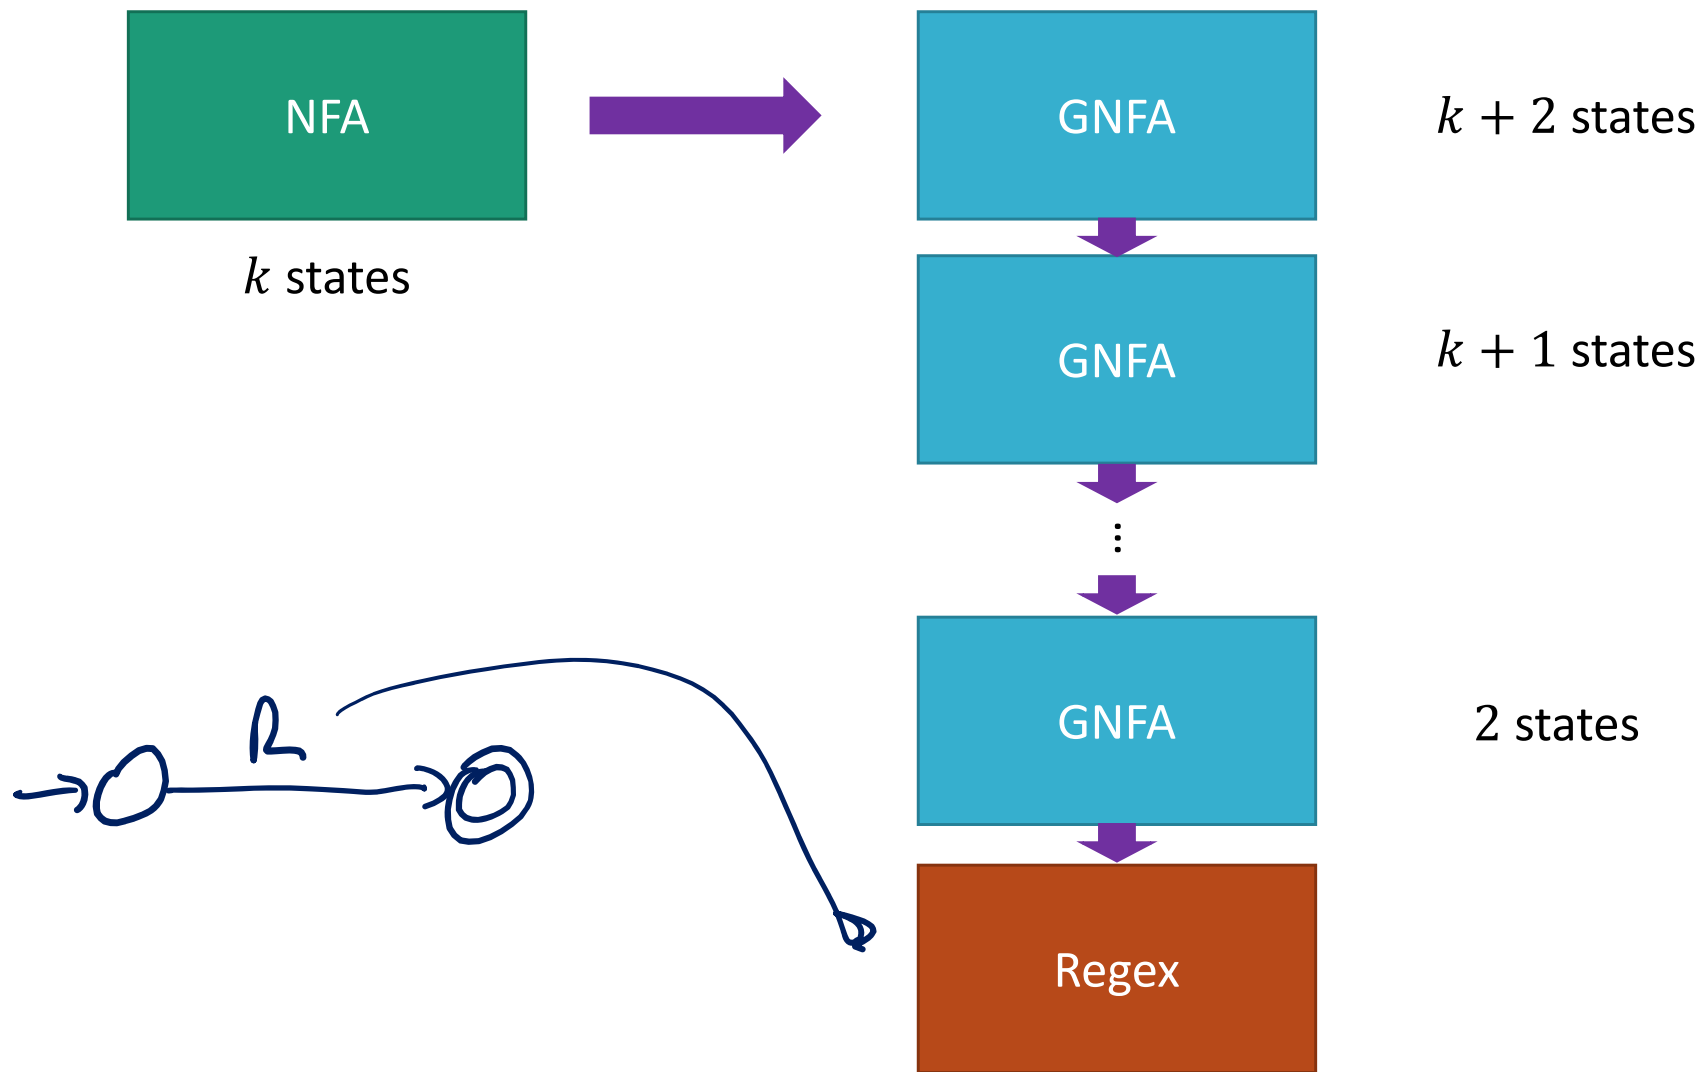 NFA
GNFA
k + 2 states
k states
GNFA
k + 1 states
⋮
R
GNFA
2 states
Regex